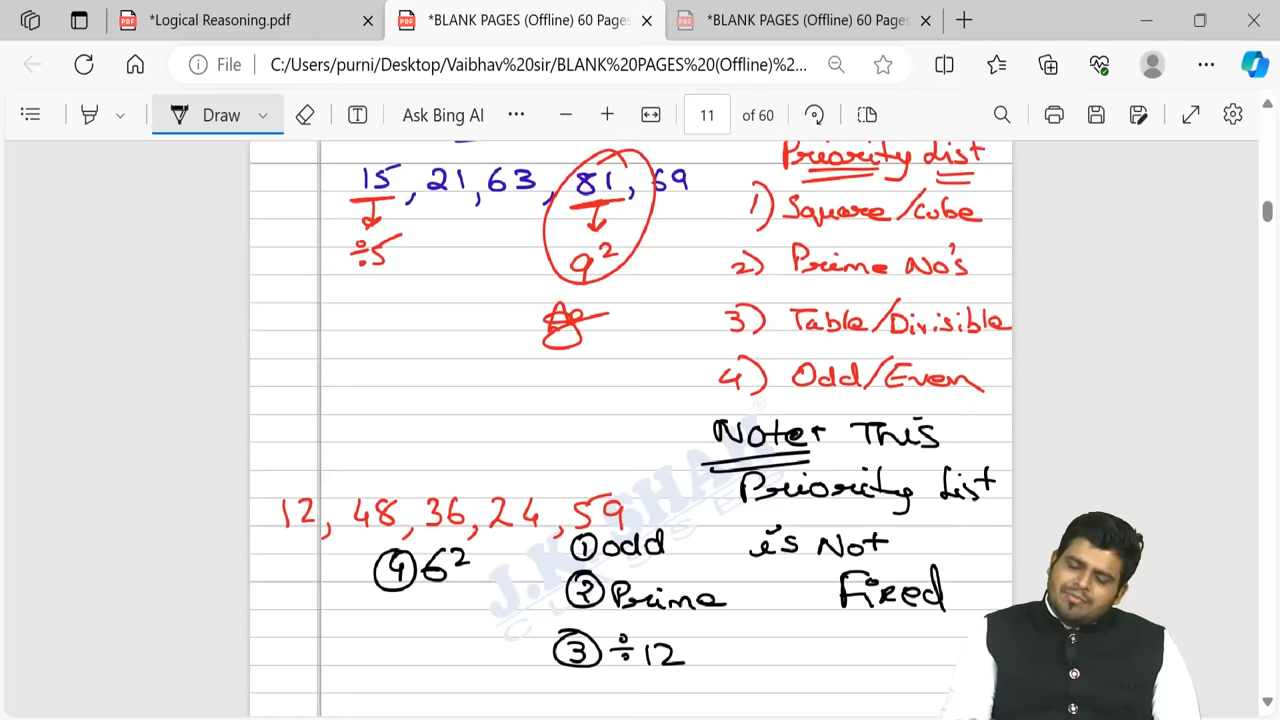 *Logical Reasoning.pdf
*BLANK PAGES (Offline) 60 Pages
*BLANK PAGES (Offline) 60 Pages
File
C:/Users/purni/Desktop/Vaibhav%20sir/BLANK%20PAGES%20(Offline)%2...
Draw
Ask Bing AI
11 of 60
Priority List
15, 21, 63, 81, 59
÷5
9²
1) Square/Cube
2) Prime No's
3) Table/Divisible
4) Odd/Even
Note: This
Priority List
is Not
Fixed
12, 48, 36, 24, 59
④ 6²
① odd
② Prime
③ ÷12
J.K. SHAH
CLASSES